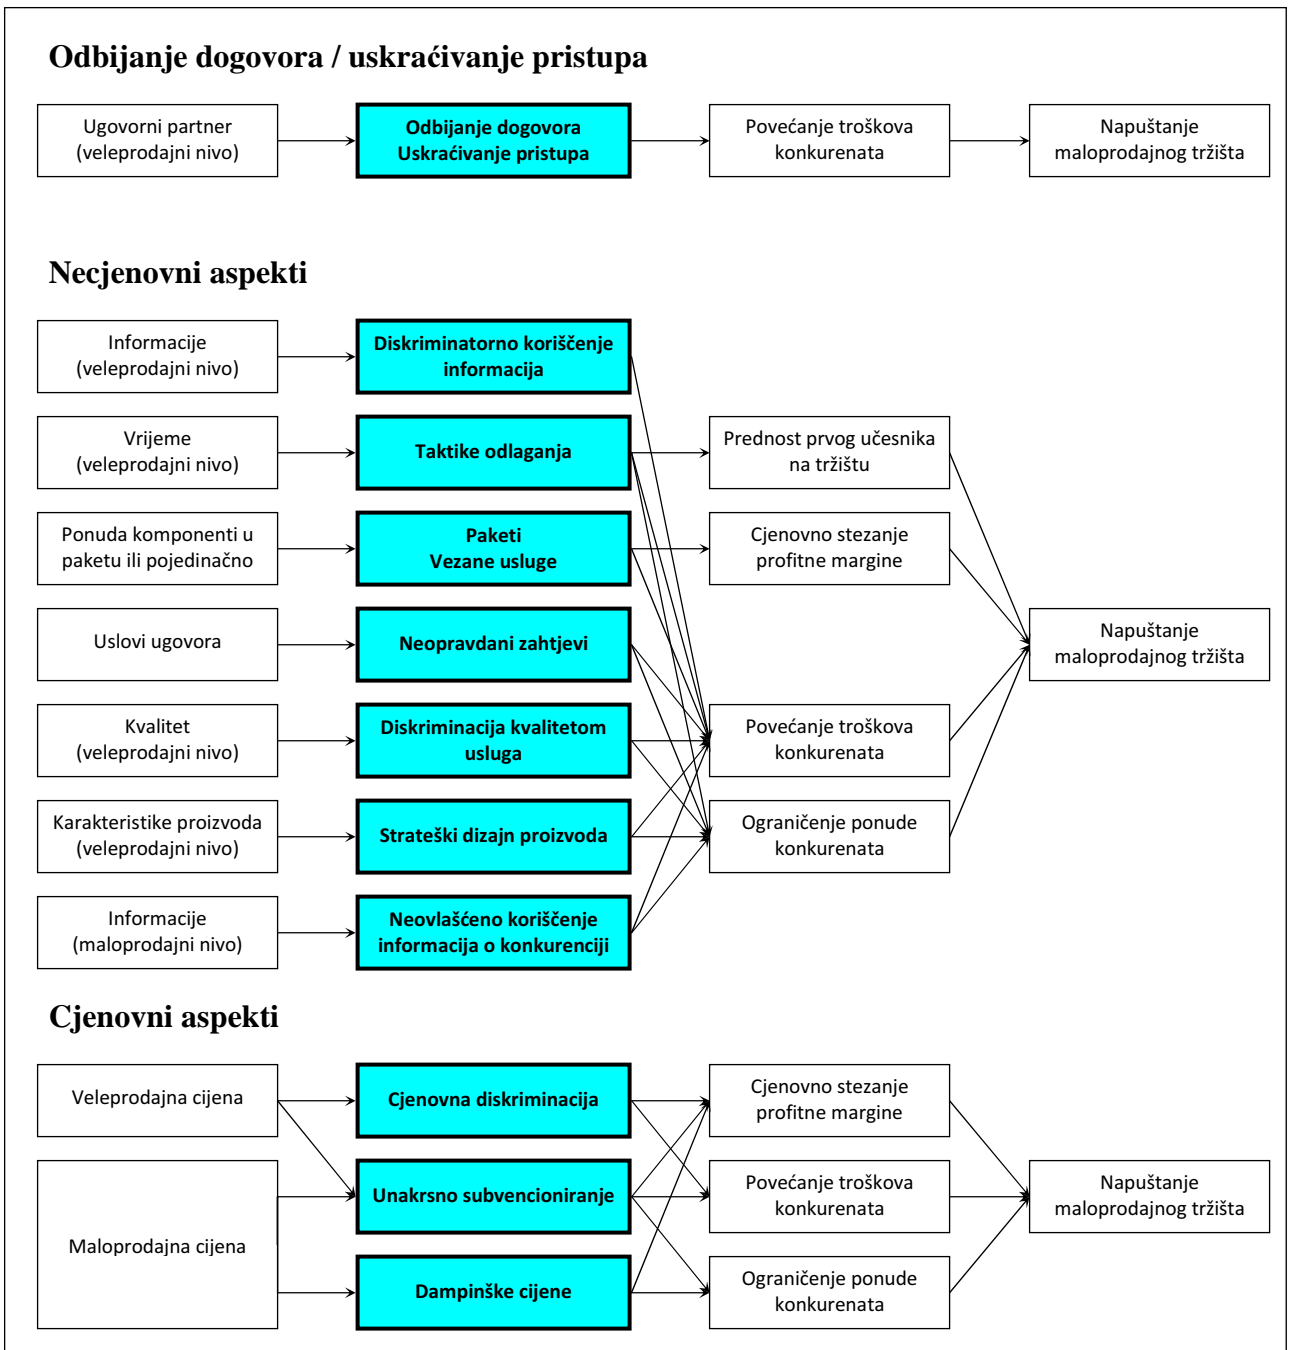 Odbijanje dogovora / uskraćivanje pristupa
Ugovorni partner
(veleprodajni nivo)
Odbijanje dogovora
Uskraćivanje pristupa
Povećanje troškova
konkurenata
Napuštanje
maloprodajnog tržišta
Necjenovni aspekti
Informacije
(veleprodajni nivo)
Diskriminatorno koriščenje
informacija
Vrijeme
(veleprodajni nivo)
Taktike odlaganja
Prednost prvog učesnika
na tržištu
Ponuda komponenti u
paketu ili pojedinačno
Paketi
Vezane usluge
Cjenovno stezanje
profitne margine
Uslovi ugovora
Neopravdani zahtjevi
Napuštanje
maloprodajnog tržišta
Kvalitet
(veleprodajni nivo)
Diskriminacija kvalitetom
usluga
Povećanje troškova
konkurenata
Karakteristike proizvoda
(veleprodajni nivo)
Strateški dizajn proizvoda
Ograničenje ponude
konkurenata
Informacije
(maloprodajni nivo)
Neovlašćeno koriščenje
informacija o konkurenciji
Cjenovni aspekti
Veleprodajna cijena
Cjenovna diskriminacija
Cjenovno stezanje
profitne margine
Unakrsno subvencioniranje
Povećanje troškova
konkurenata
Napuštanje
maloprodajnog tržišta
Maloprodajna cijena
Dampinške cijene
Ograničenje ponude
konkurenata